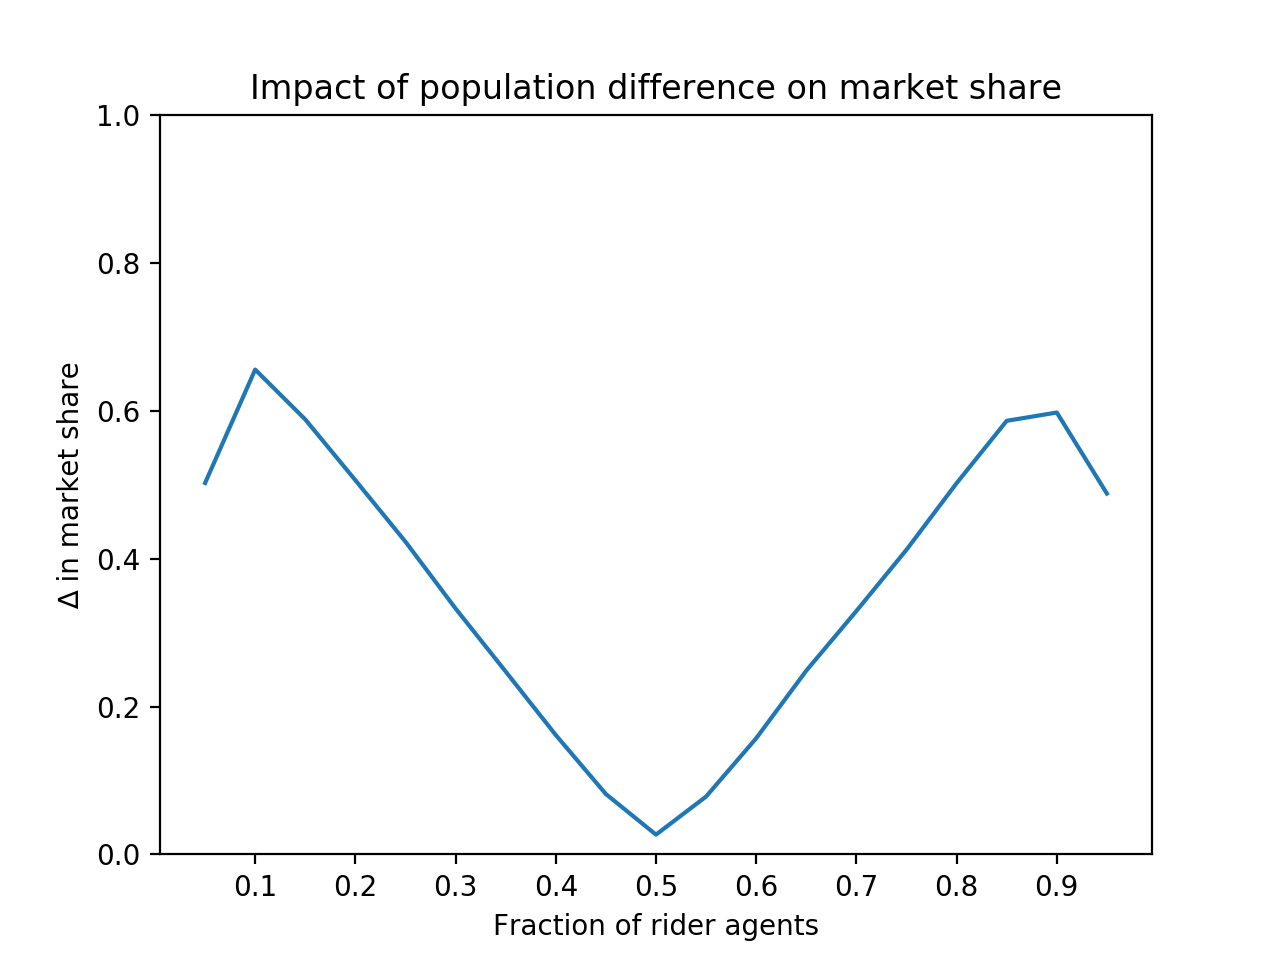 Impact of population difference on market share
1.0
0.8
0.6
0.4
0.2
0.0
Δ in market share
0.1 0.2 0.3 0.4 0.5 0.6 0.7 0.8 0.9
Fraction of rider agents